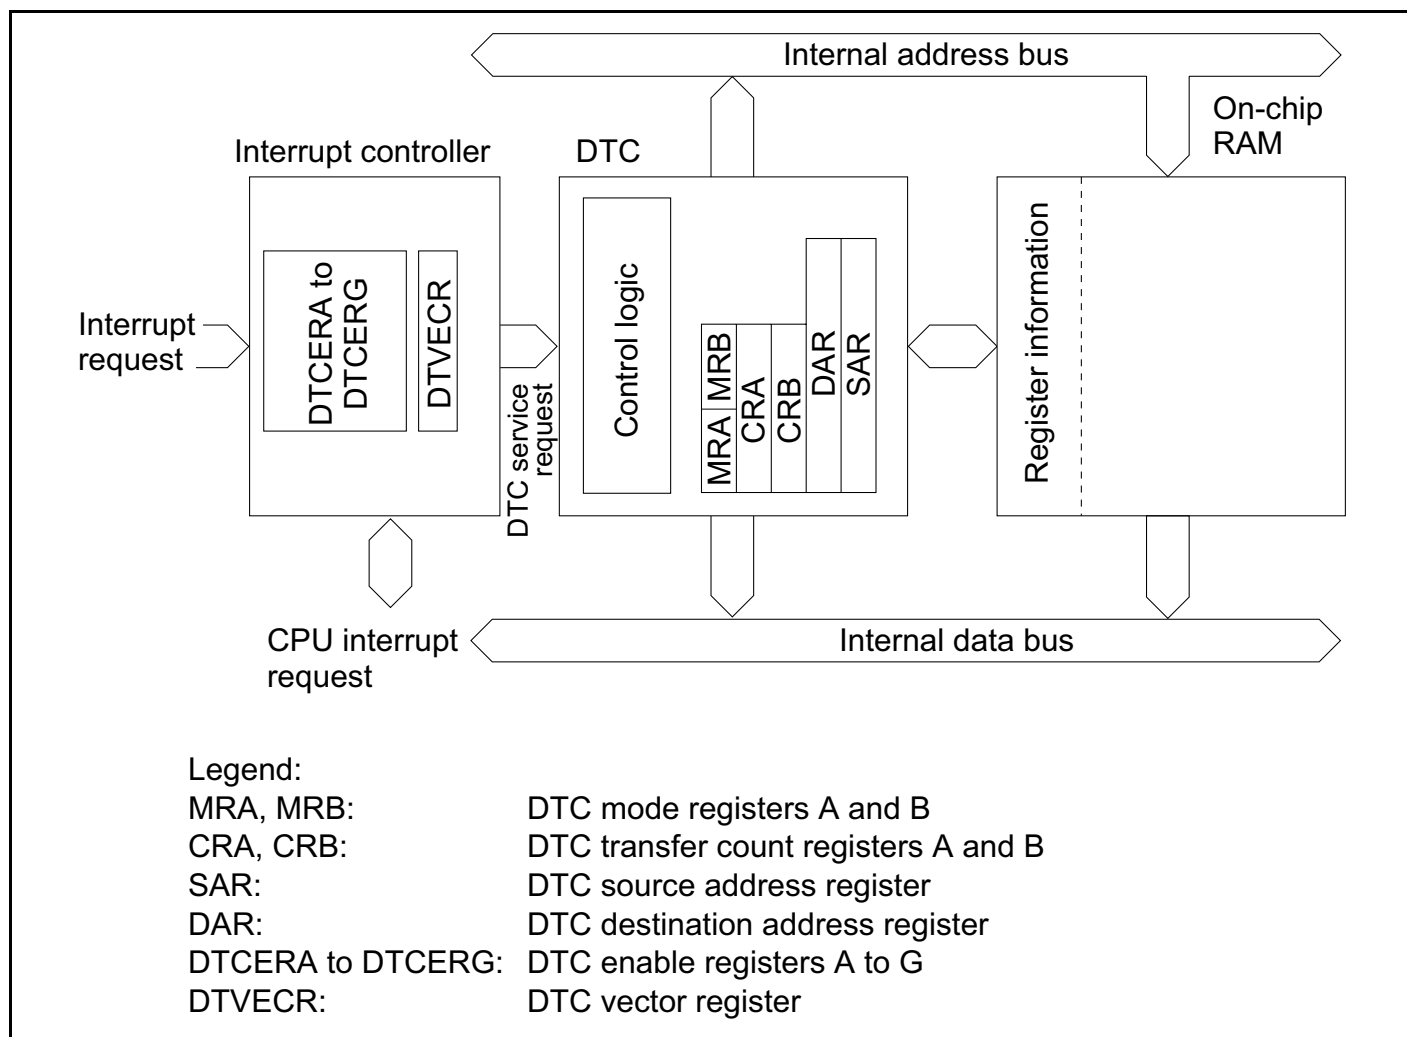 Internal address bus
On-chip
RAM
Interrupt controller
DTC
Interrupt
request
DTCERA to
DTCERG
DTVECR
DTC service
request
Control logic
MRA MRB
CRA
CRB
DAR
SAR
Register information
CPU interrupt
request
Internal data bus
Legend:
MRA, MRB: DTC mode registers A and B
CRA, CRB: DTC transfer count registers A and B
SAR: DTC source address register
DAR: DTC destination address register
DTCERA to DTCERG: DTC enable registers A to G
DTVECR: DTC vector register